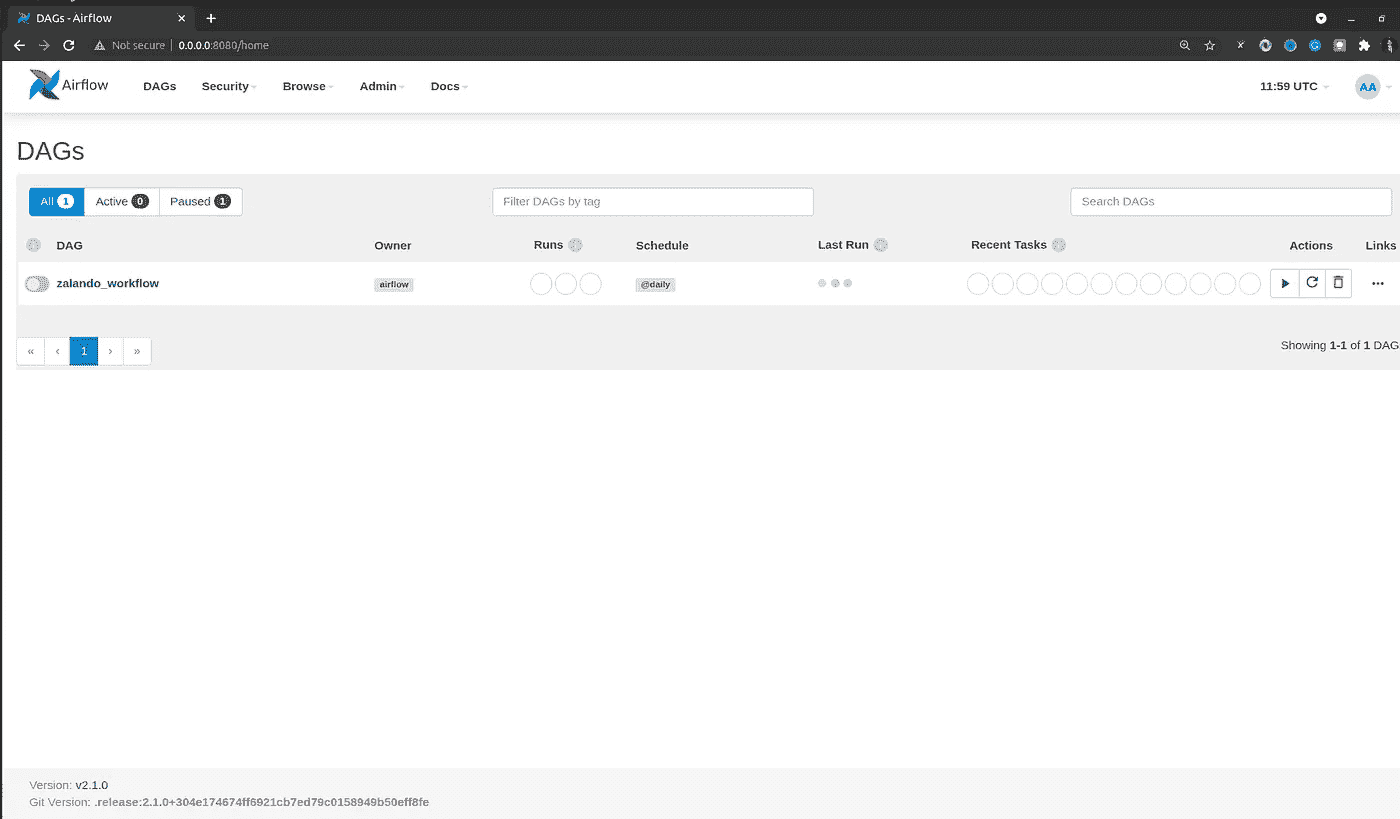 DAGs - Airflow
Not secure 0.0.0.0:8080/home
Airflow DAGs Security Browse Admin Docs 11:59 UTC AA
DAGs
All 1 Active 0 Paused 1 Filter DAGs by tag Search DAGs
DAG Owner Runs Schedule Last Run Recent Tasks Actions Links
zalando_workflow airflow @daily
« ‹ 1 › » Showing 1-1 of 1 DAG
Version: v2.1.0
Git Version: .release:2.1.0+304e174674ff6921cb7ed79c0158949b50eff8fe